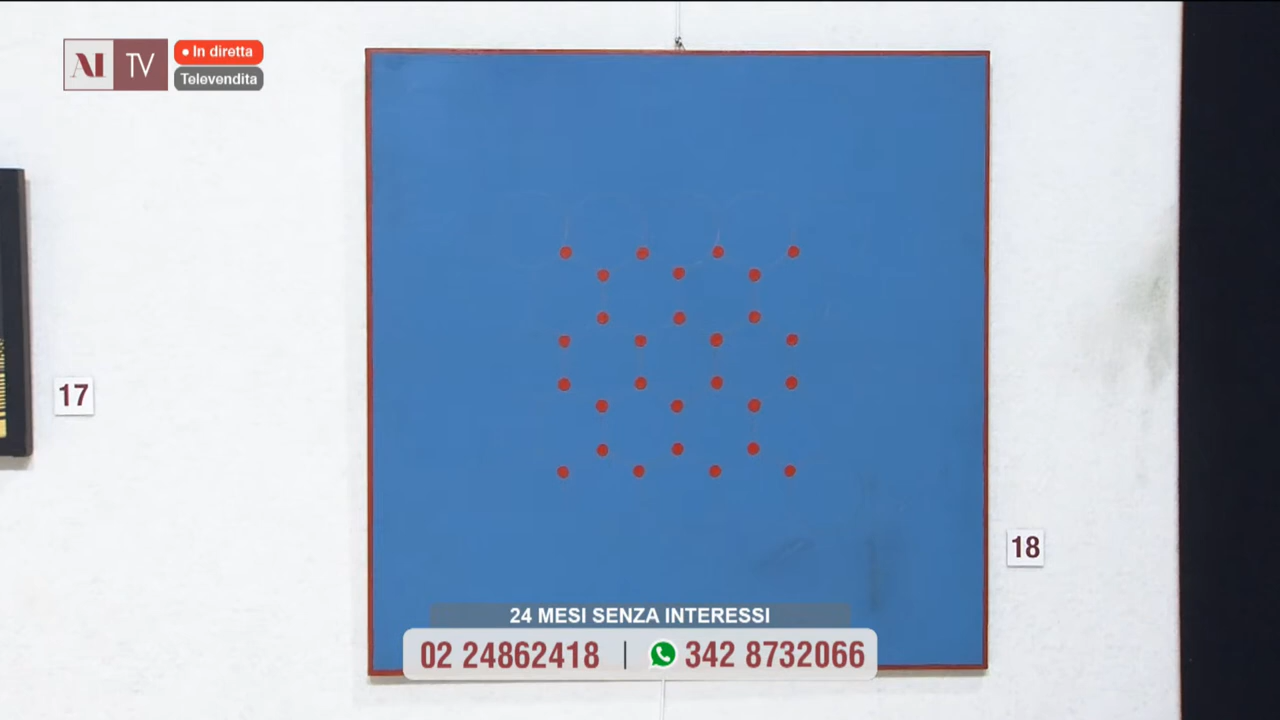 AI TV
In diretta
Televendita
17
18
24 MESI SENZA INTERESSI
02 24862418 | 342 8732066